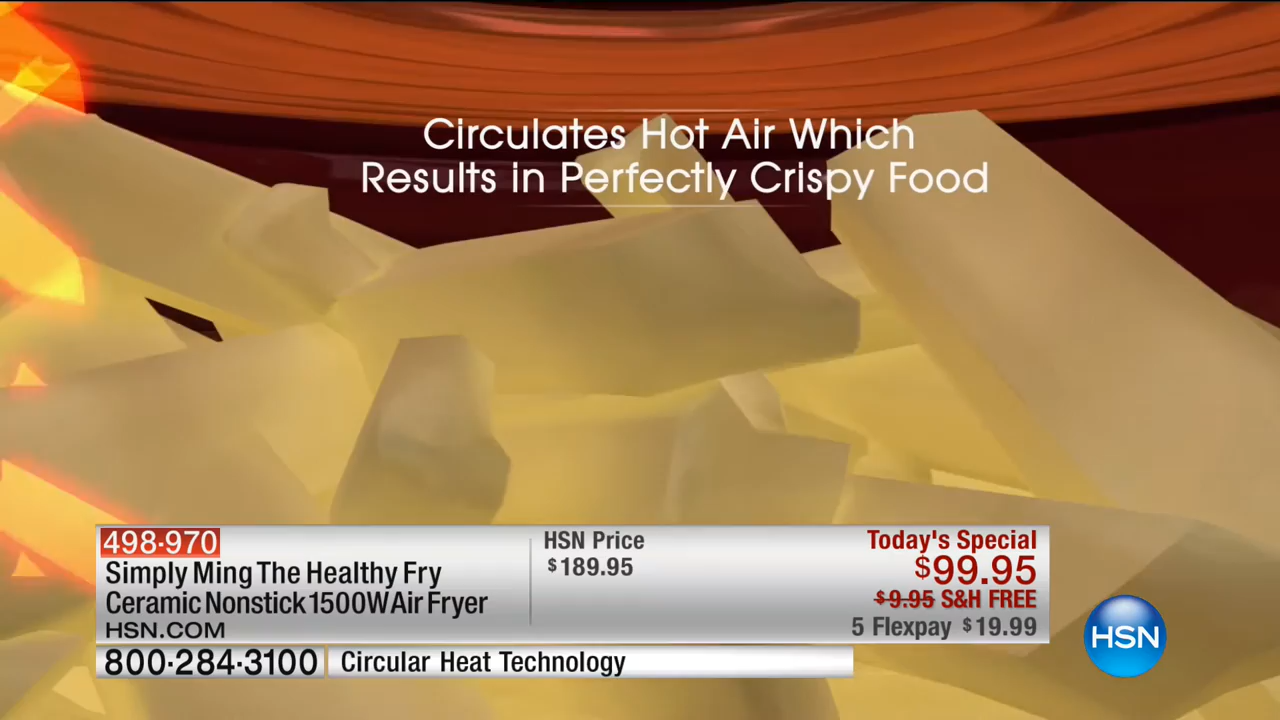 Circulates Hot Air Which
Results in Perfectly Crispy Food
498·970
Simply Ming The Healthy Fry
Ceramic Nonstick 1500W Air Fryer
HSN.COM
HSN Price
$189.95
Today's Special
$99.95
$9.95 S&H FREE
5 Flexpay $19.99
HSN
800·284·3100
Circular Heat Technology